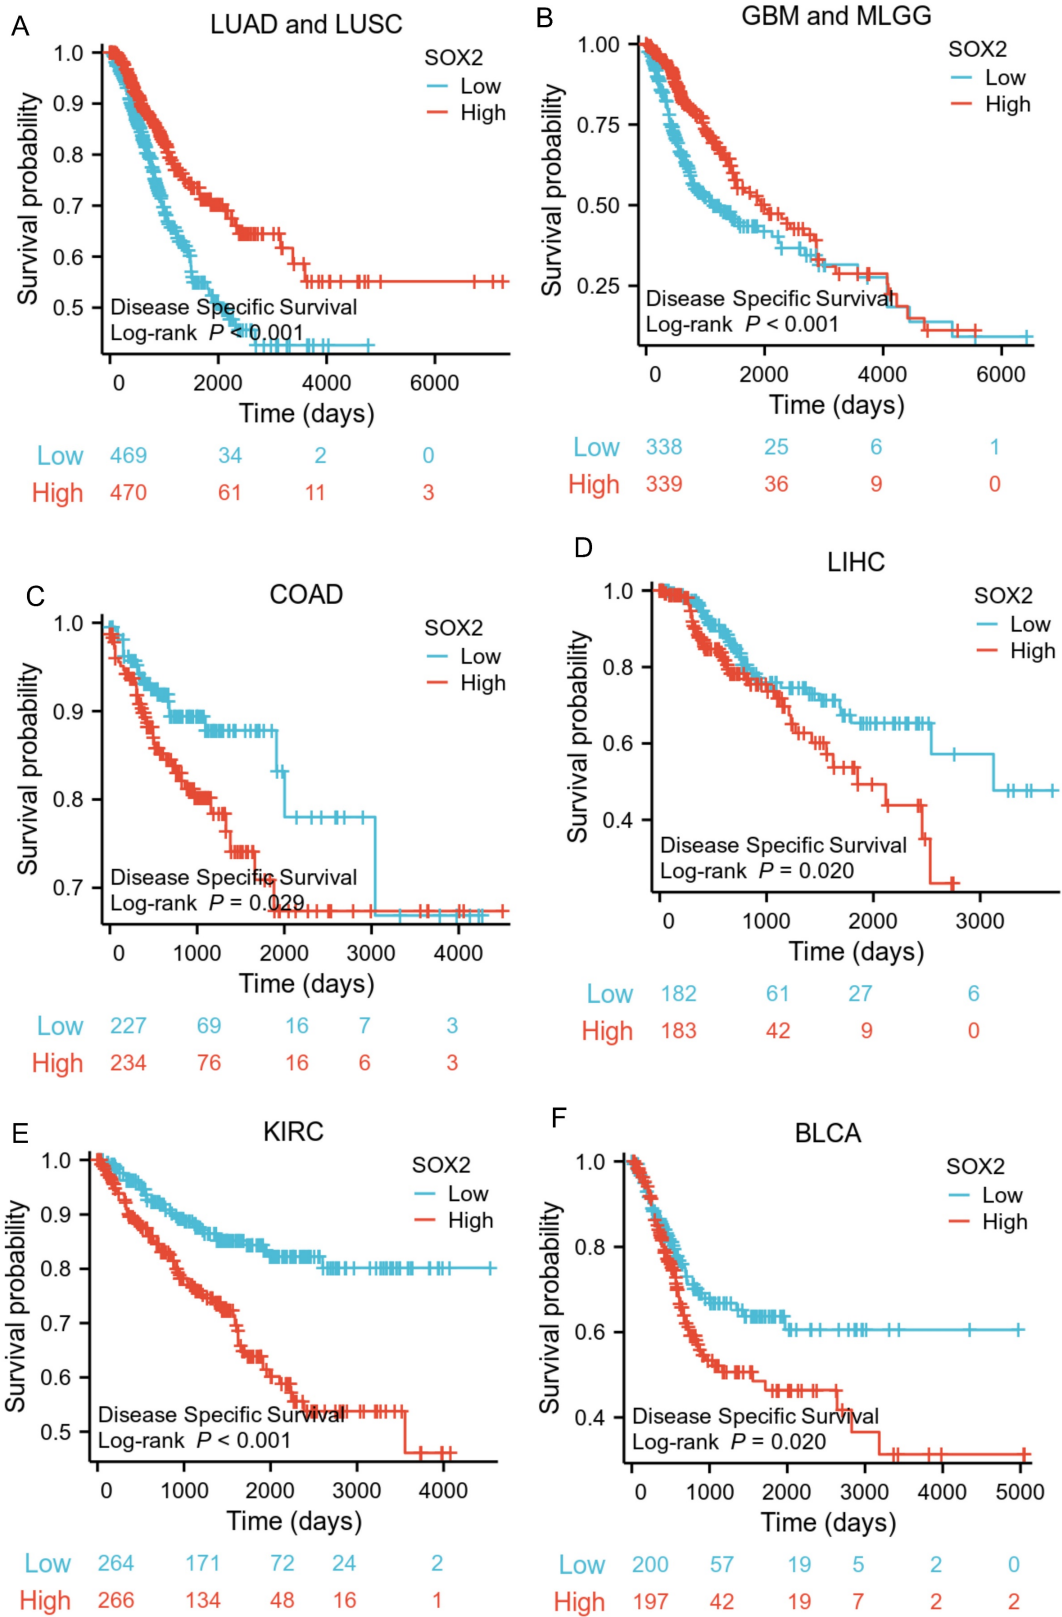 A
LUAD and LUSC
SOX2
Low
High
Survival probability
1.0
0.9
0.8
0.7
0.6
0.5
Disease Specific Survival
Log-rank P < 0.001
0 2000 4000 6000
Time (days)
Low 469 34 2 0
High 470 61 11 3
B
GBM and MLGG
SOX2
Low
High
Survival probability
1.00
0.75
0.50
0.25
Disease Specific Survival
Log-rank P < 0.001
0 2000 4000 6000
Time (days)
Low 338 25 6 1
High 339 36 9 0
C
COAD
SOX2
Low
High
Survival probability
1.0
0.9
0.8
0.7
Disease Specific Survival
Log-rank P = 0.029
0 1000 2000 3000 4000
Time (days)
Low 227 69 16 7 3
High 234 76 16 6 3
D
LIHC
SOX2
Low
High
Survival probability
1.0
0.8
0.6
0.4
Disease Specific Survival
Log-rank P = 0.020
0 1000 2000 3000
Time (days)
Low 182 61 27 6
High 183 42 9 0
E
KIRC
SOX2
Low
High
Survival probability
1.0
0.9
0.8
0.7
0.6
0.5
Disease Specific Survival
Log-rank P < 0.001
0 1000 2000 3000 4000
Time (days)
Low 264 171 72 24 2
High 266 134 48 16 1
F
BLCA
SOX2
Low
High
Survival probability
1.0
0.8
0.6
0.4
Disease Specific Survival
Log-rank P = 0.020
0 1000 2000 3000 4000 5000
Time (days)
Low 200 57 19 5 2 0
High 197 42 19 7 2 2